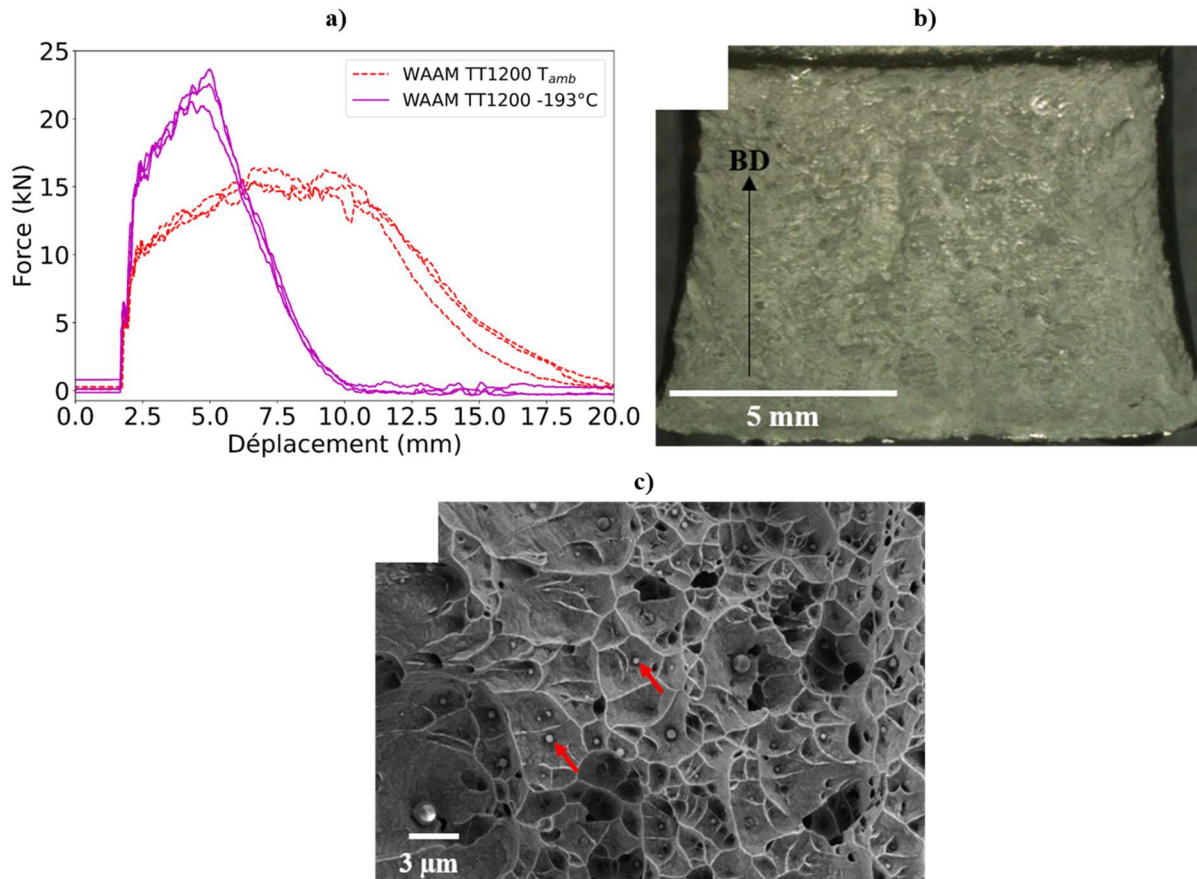 a)
25
20
15
10
5
0
Force (kN)
0.0 2.5 5.0 7.5 10.0 12.5 15.0 17.5 20.0
Déplacement (mm)
WAAM TT1200 Tamb
WAAM TT1200 -193°C
b)
BD
5 mm
c)
3 µm